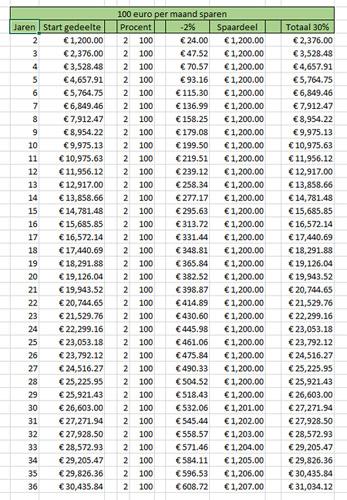 100 euro per maand sparen
Jaren Start gedeelte Procent -2% Spaardeel Totaal 30%
2 € 1,200.00 2 100 € 24.00 € 1,200.00 € 2,376.00
3 € 2,376.00 2 100 € 47.52 € 1,200.00 € 3,528.48
4 € 3,528.48 2 100 € 70.57 € 1,200.00 € 4,657.91
5 € 4,657.91 2 100 € 93.16 € 1,200.00 € 5,764.75
6 € 5,764.75 2 100 € 115.30 € 1,200.00 € 6,849.46
7 € 6,849.46 2 100 € 136.99 € 1,200.00 € 7,912.47
8 € 7,912.47 2 100 € 158.25 € 1,200.00 € 8,954.22
9 € 8,954.22 2 100 € 179.08 € 1,200.00 € 9,975.13
10 € 9,975.13 2 100 € 199.50 € 1,200.00 € 10,975.63
11 € 10,975.63 2 100 € 219.51 € 1,200.00 € 11,956.12
12 € 11,956.12 2 100 € 239.12 € 1,200.00 € 12,917.00
13 € 12,917.00 2 100 € 258.34 € 1,200.00 € 13,858.66
14 € 13,858.66 2 100 € 277.17 € 1,200.00 € 14,781.48
15 € 14,781.48 2 100 € 295.63 € 1,200.00 € 15,685.85
16 € 15,685.85 2 100 € 313.72 € 1,200.00 € 16,572.14
17 € 16,572.14 2 100 € 331.44 € 1,200.00 € 17,440.69
18 € 17,440.69 2 100 € 348.81 € 1,200.00 € 18,291.88
19 € 18,291.88 2 100 € 365.84 € 1,200.00 € 19,126.04
20 € 19,126.04 2 100 € 382.52 € 1,200.00 € 19,943.52
21 € 19,943.52 2 100 € 398.87 € 1,200.00 € 20,744.65
22 € 20,744.65 2 100 € 414.89 € 1,200.00 € 21,529.76
23 € 21,529.76 2 100 € 430.60 € 1,200.00 € 22,299.16
24 € 22,299.16 2 100 € 445.98 € 1,200.00 € 23,053.18
25 € 23,053.18 2 100 € 461.06 € 1,200.00 € 23,792.12
26 € 23,792.12 2 100 € 475.84 € 1,200.00 € 24,516.27
27 € 24,516.27 2 100 € 490.33 € 1,200.00 € 25,225.95
28 € 25,225.95 2 100 € 504.52 € 1,200.00 € 25,921.43
29 € 25,921.43 2 100 € 518.43 € 1,200.00 € 26,603.00
30 € 26,603.00 2 100 € 532.06 € 1,201.00 € 27,271.94
31 € 27,271.94 2 100 € 545.44 € 1,202.00 € 27,928.50
32 € 27,928.50 2 100 € 558.57 € 1,203.00 € 28,572.93
33 € 28,572.93 2 100 € 571.46 € 1,204.00 € 29,205.47
34 € 29,205.47 2 100 € 584.11 € 1,205.00 € 29,826.36
35 € 29,826.36 2 100 € 596.53 € 1,206.00 € 30,435.84
36 € 30,435.84 2 100 € 608.72 € 1,207.00 € 31,034.12